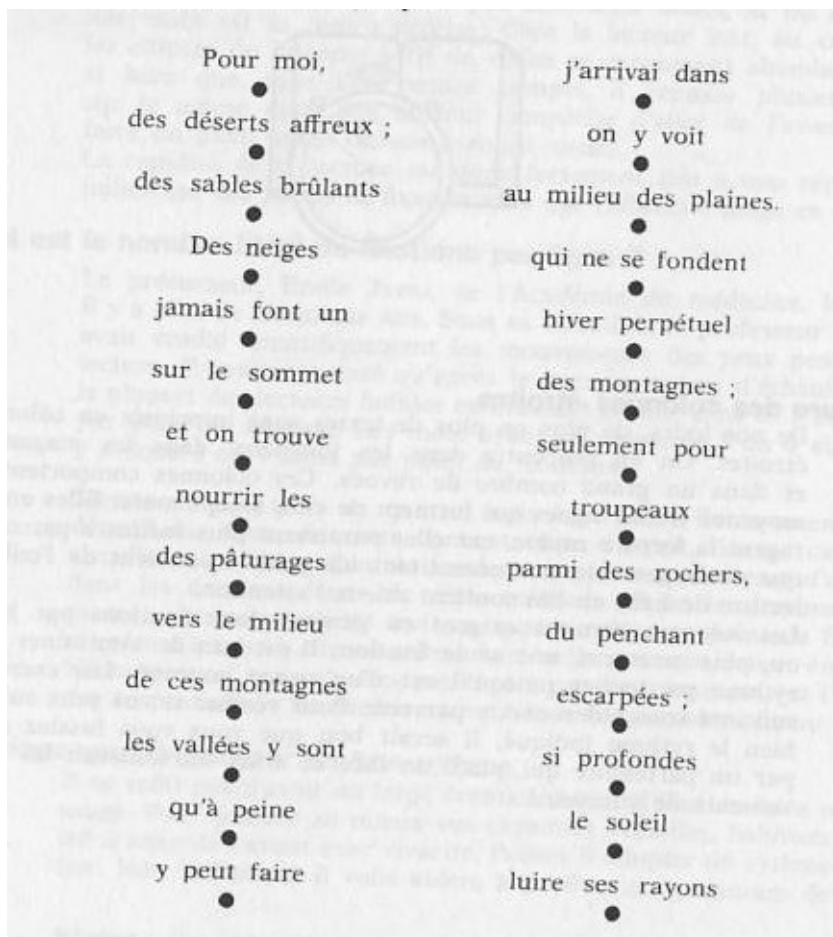 Pour moi, j'arrivai dans
des déserts affreux ; on y voit
des sables brûlants au milieu des plaines.
Des neiges qui ne se fondent
jamais font un hiver perpétuel
sur le sommet des montagnes ;
et on trouve seulement pour
nourrir les troupeaux
des pâturages parmi des rochers,
vers le milieu du penchant
de ces montagnes escarpées ;
les vallées y sont si profondes
qu'à peine le soleil
y peut faire luire ses rayons